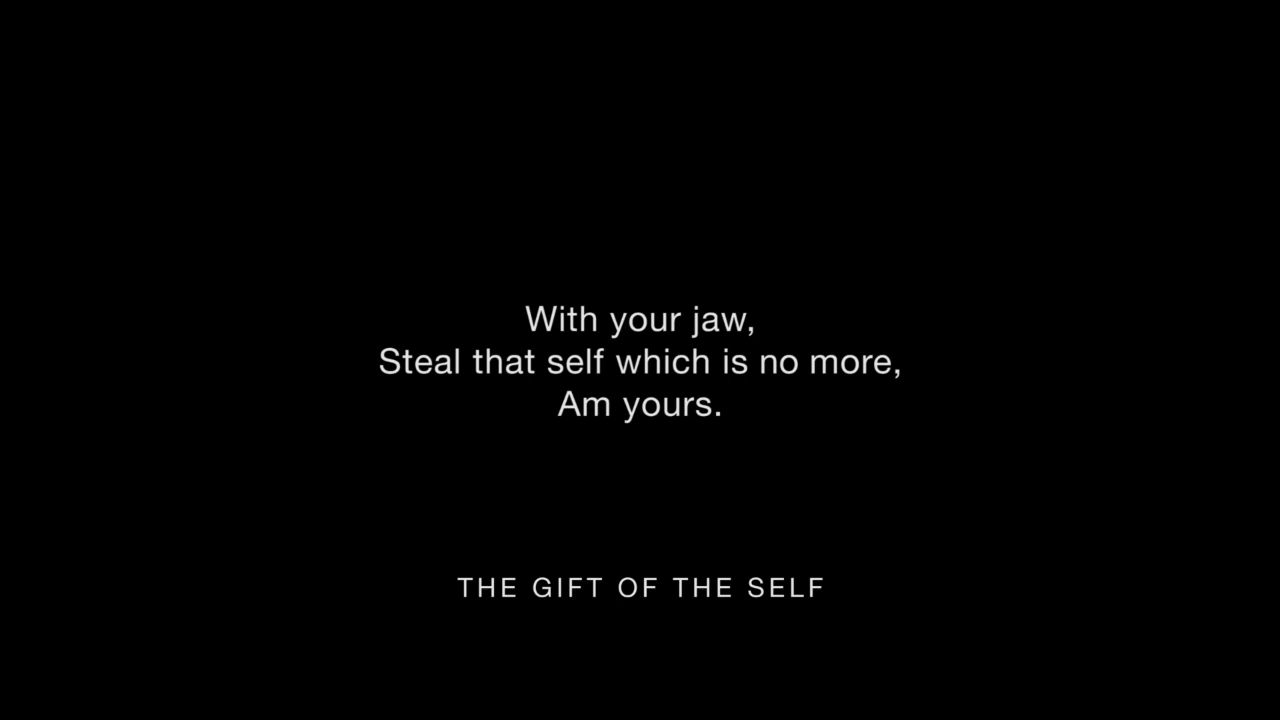 With your jaw,
Steal that self which is no more,
Am yours.
THE GIFT OF THE SELF